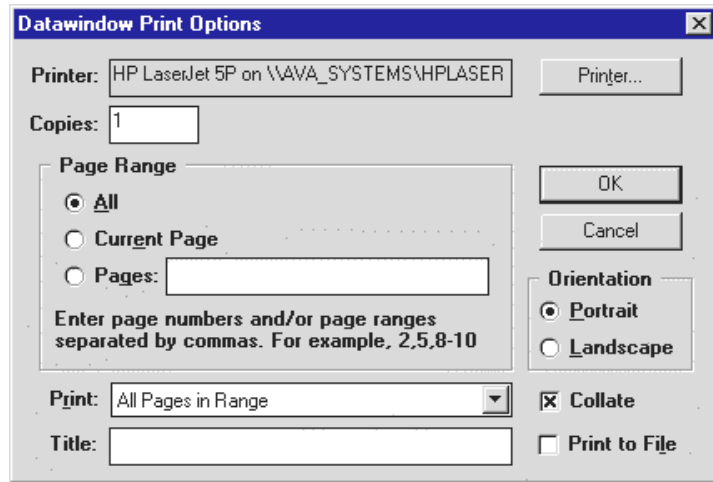 Datawindow Print Options
Printer: HP LaserJet 5P on \\AVA_SYSTEMS\HPLASER Printer...
Copies: 1
Page Range
All
Current Page
Pages:
Enter page numbers and/or page ranges
separated by commas. For example, 2,5,8-10
OK
Cancel
Orientation
Portrait
Landscape
Print: All Pages in Range
Collate
Title:
Print to File